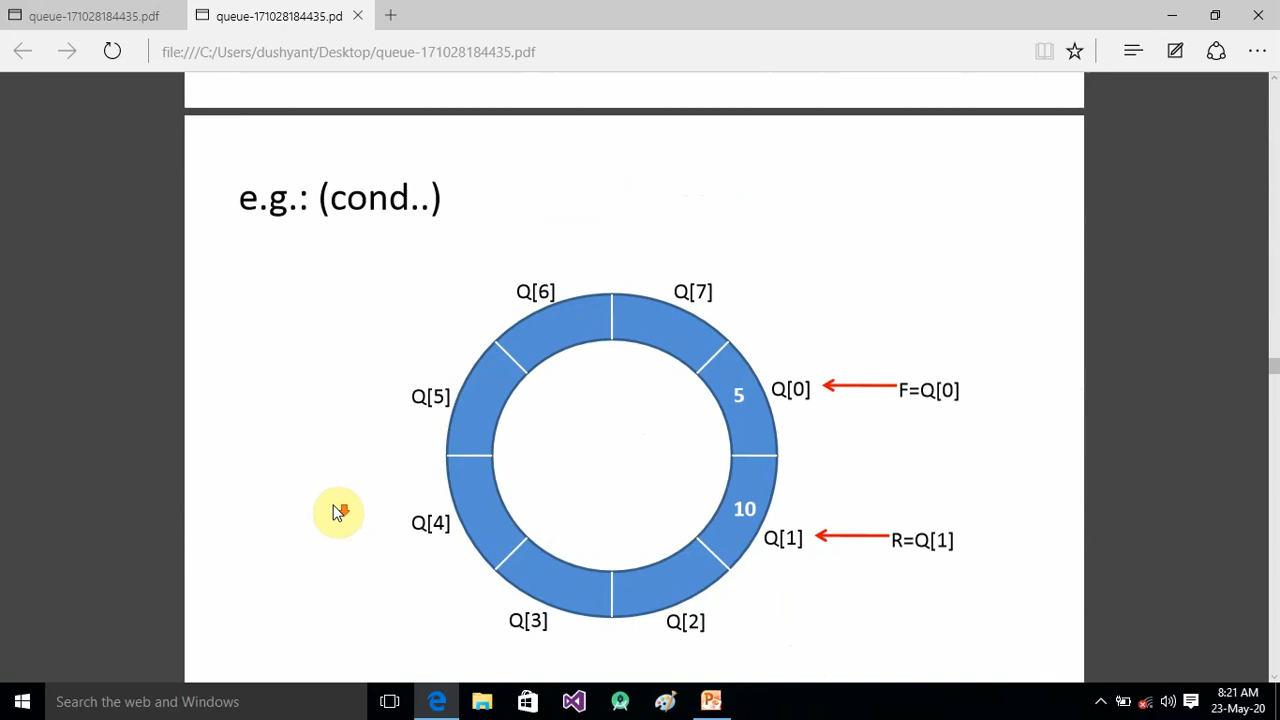 queue-171028184435.pdf
queue-171028184435.pd
file:///C:/Users/dushyant/Desktop/queue-171028184435.pdf
e.g.: (cond..)
Q[6]
Q[7]
Q[5]
5
Q[0]
F=Q[0]
Q[4]
10
Q[1]
R=Q[1]
Q[3]
Q[2]
Search the web and Windows
8:21 AM
23-May-20